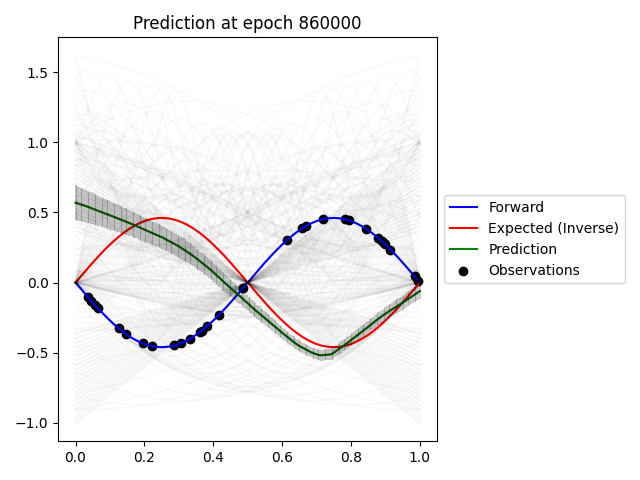 Prediction at epoch 860000
1.5
1.0
0.5
0.0
−0.5
−1.0
0.0 0.2 0.4 0.6 0.8 1.0
Forward
Expected (Inverse)
Prediction
Observations